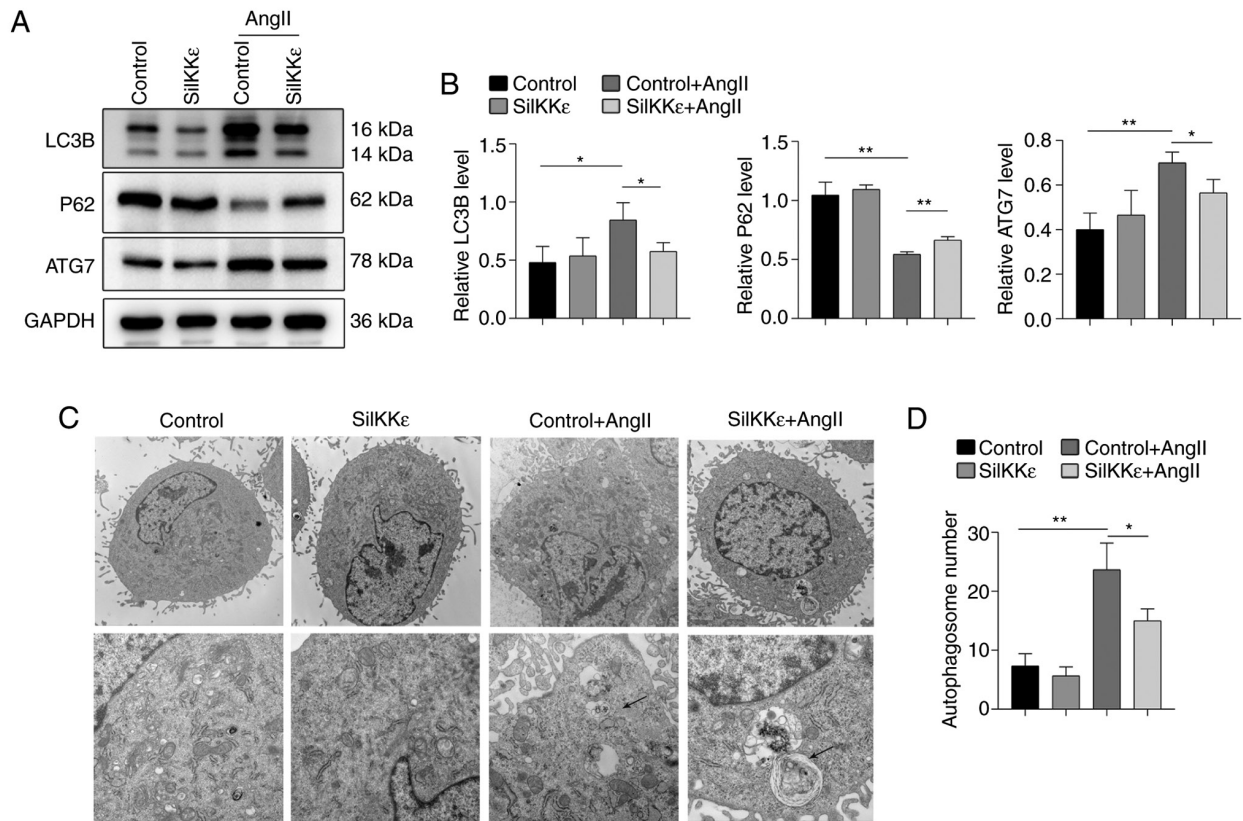 A
AngII
Control
SiIKKε
Control
SiIKKε
LC3B
16 kDa
14 kDa
P62
62 kDa
ATG7
78 kDa
GAPDH
36 kDa
B
Control
Control+AngII
SiIKKε
SiIKKε+AngII
Relative LC3B level
1.5
1.0
0.5
0.0
*
*
Relative P62 level
1.5
1.0
0.5
0.0
**
**
Relative ATG7 level
0.8
0.6
0.4
0.2
0.0
**
*
C
Control
SiIKKε
Control+AngII
SiIKKε+AngII
D
Control
Control+AngII
SiIKKε
SiIKKε+AngII
Autophagosome number
30
20
10
0
**
*